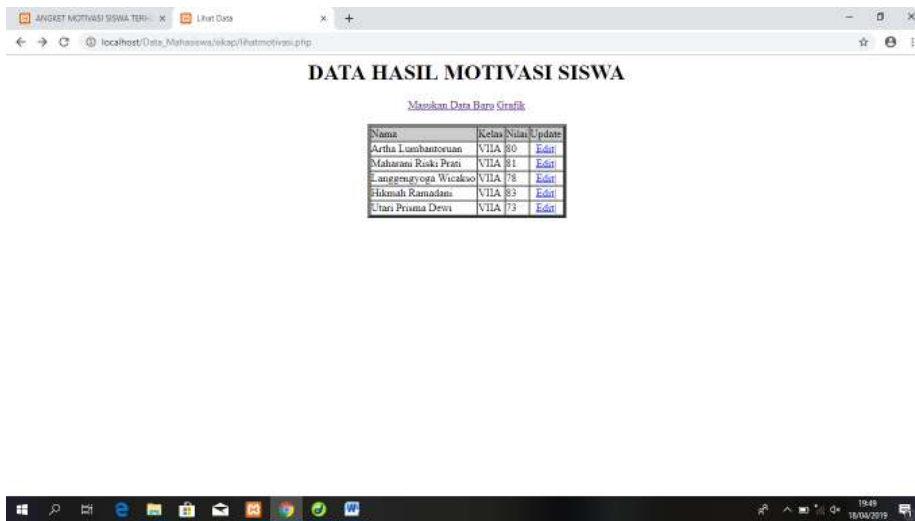 ANGKET MOTIVASI SISWA TERH
Lihat Data
localhost/Data_Mahasiswa/sikap/lihatmotivasi.php
DATA HASIL MOTIVASI SISWA
Masukan Data Baru Grafik
Nama Kelas Nilai Update
Artha Lumbantoruan VIIA 80 Edit|
Maharani Riski Prati VIIA 81 Edit|
Langgengyoga Wicakso VIIA 78 Edit|
Hikmah Ramadani VIIA 83 Edit|
Utari Prisma Dewi VIIA 73 Edit|
19:49
18/04/2019